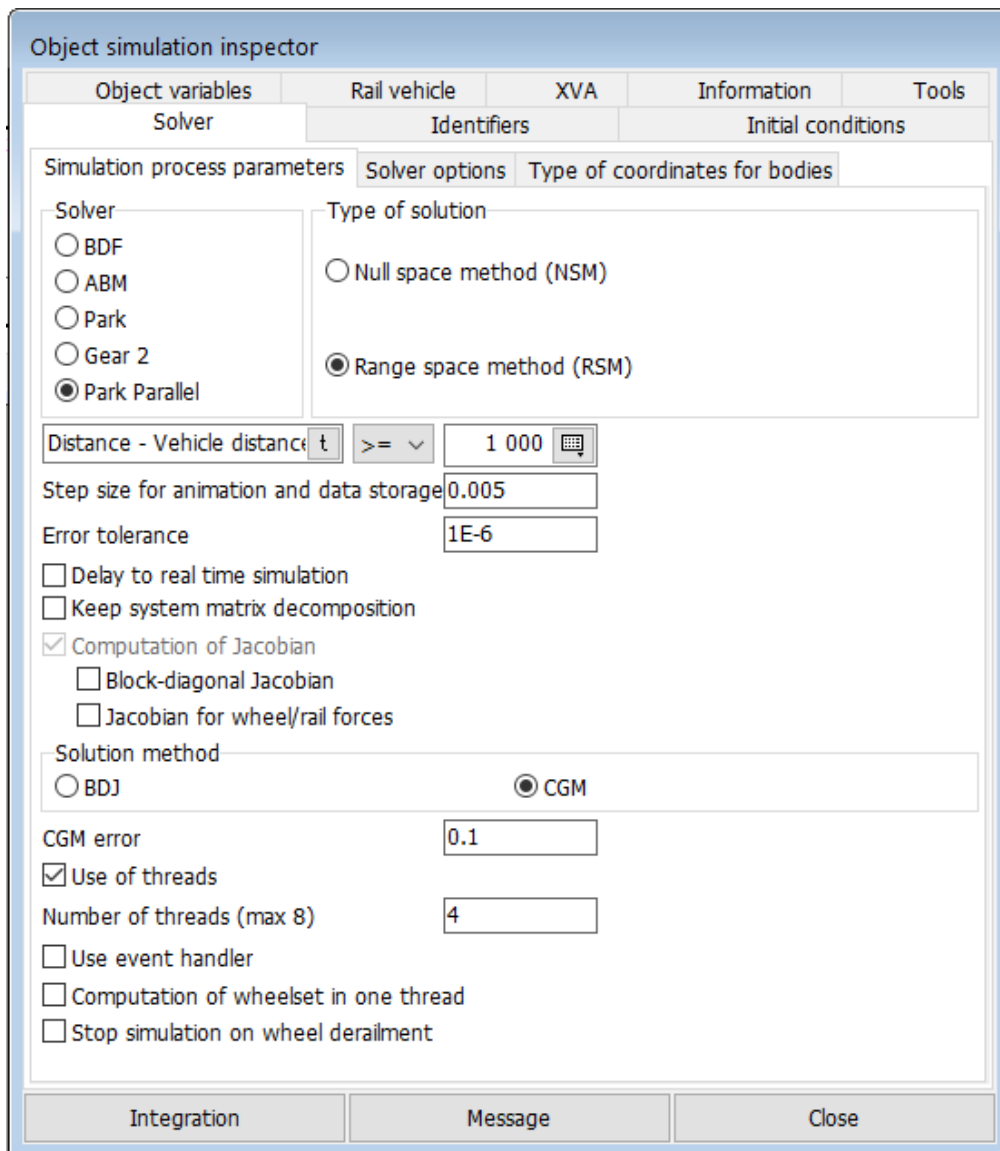 Object simulation inspector
Object variables Rail vehicle XVA Information Tools
Solver Identifiers Initial conditions
Simulation process parameters Solver options Type of coordinates for bodies
Solver Type of solution
BDF
Null space method (NSM)
ABM
Park
Gear 2
Range space method (RSM)
Park Parallel
Distance - Vehicle distance t >= 1 000
Step size for animation and data storage 0.005
Error tolerance 1E-6
Delay to real time simulation
Keep system matrix decomposition
Computation of Jacobian
Block-diagonal Jacobian
Jacobian for wheel/rail forces
Solution method
BDJ CGM
CGM error 0.1
Use of threads
Number of threads (max 8) 4
Use event handler
Computation of wheelset in one thread
Stop simulation on wheel derailment
Integration Message Close